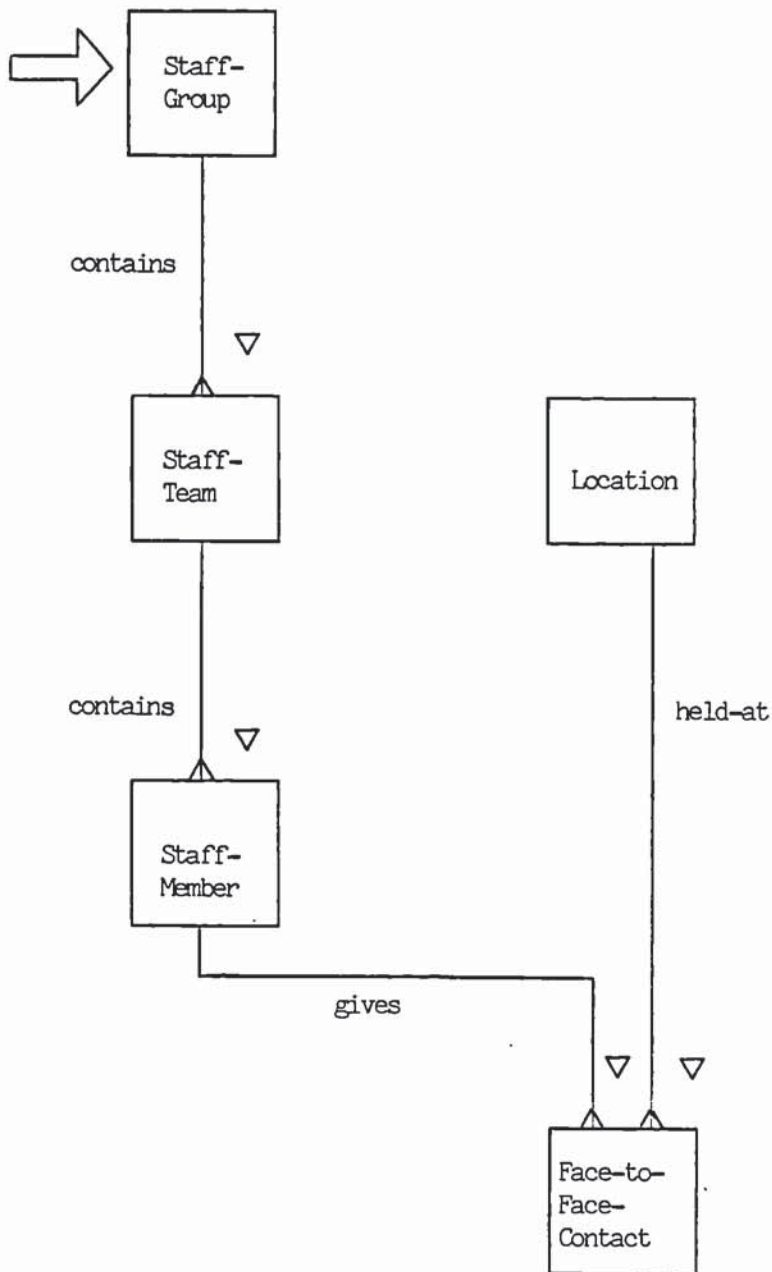 Staff-
Group
contains
Staff-
Team
Location
contains
held-at
Staff-
Member
gives
Face-to-
Face-
Contact